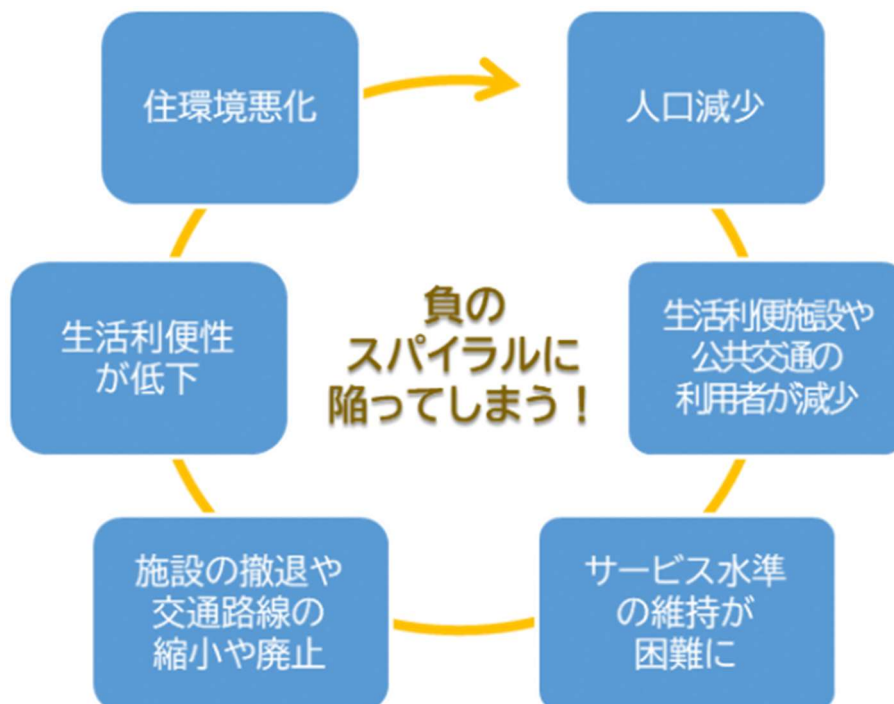 住環境悪化
人口減少
生活利便施設や
公共交通の
利用者が減少
サービス水準
の維持が
困難に
施設の撤退や
交通路線の
縮小や廃止
生活利便性
が低下
負の
スパイラルに
陥ってしまう！